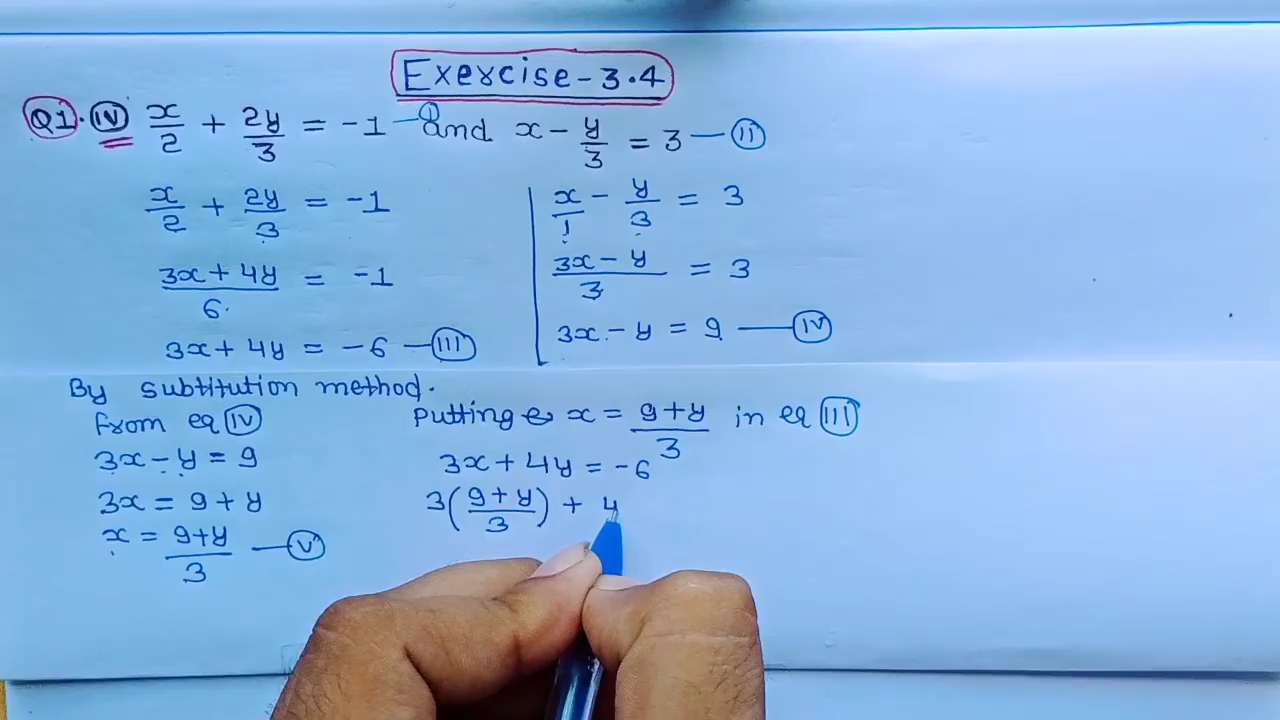 Exercise-3.4
Q1. (IV) x/2 + 2y/3 = -1 —(I) and x - y/3 = 3 —(II)
x/2 + 2y/3 = -1
(3x + 4y)/6 = -1
3x + 4y = -6 —(III)
x/1 - y/3 = 3
(3x - y)/3 = 3
3x - y = 9 —(IV)
By subtitution method.
From eq (IV)
3x - y = 9
3x = 9 + y
x = (9+y)/3 —(V)
Putting e x = (9+y)/3 in eq (III)
3x + 4y = -6
3((9+y)/3) + 4